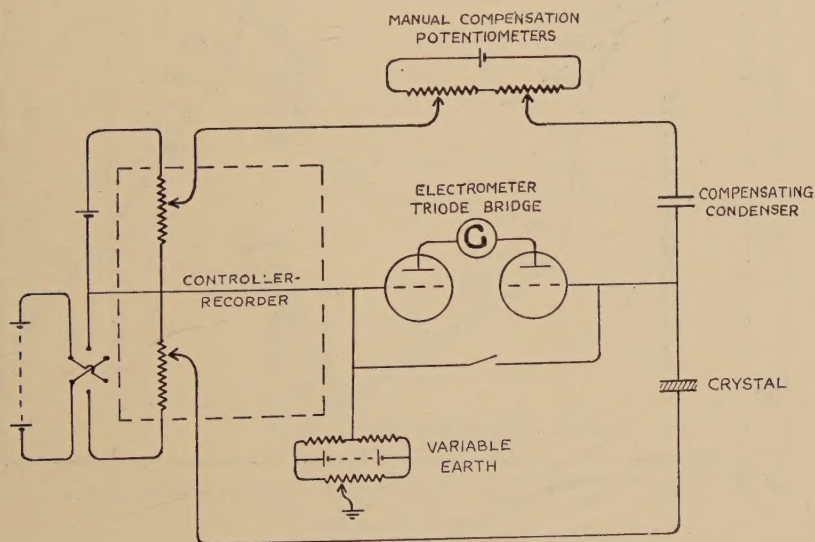 MANUAL COMPENSATION
POTENTIOMETERS
ELECTROMETER
TRIODE BRIDGE
G
COMPENSATING
CONDENSER
CONTROLLER-
RECORDER
CRYSTAL
VARIABLE
EARTH